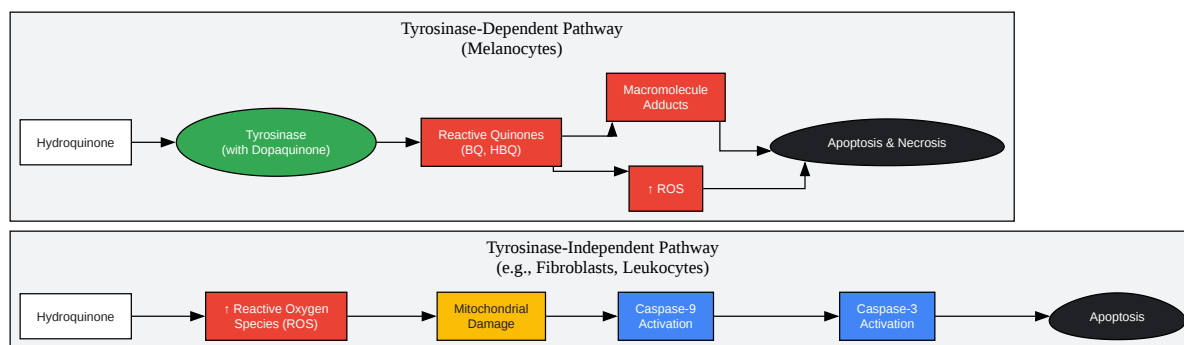 Tyrosinase-Dependent Pathway
(Melanocytes)
Hydroquinone
Tyrosinase
(with Dopaquinone)
Reactive Quinones
(BQ, HBQ)
Macromolecule
Adducts
↑ ROS
Apoptosis & Necrosis
Tyrosinase-Independent Pathway
(e.g., Fibroblasts, Leukocytes)
Hydroquinone
↑ Reactive Oxygen
Species (ROS)
Mitochondrial
Damage
Caspase-9
Activation
Caspase-3
Activation
Apoptosis